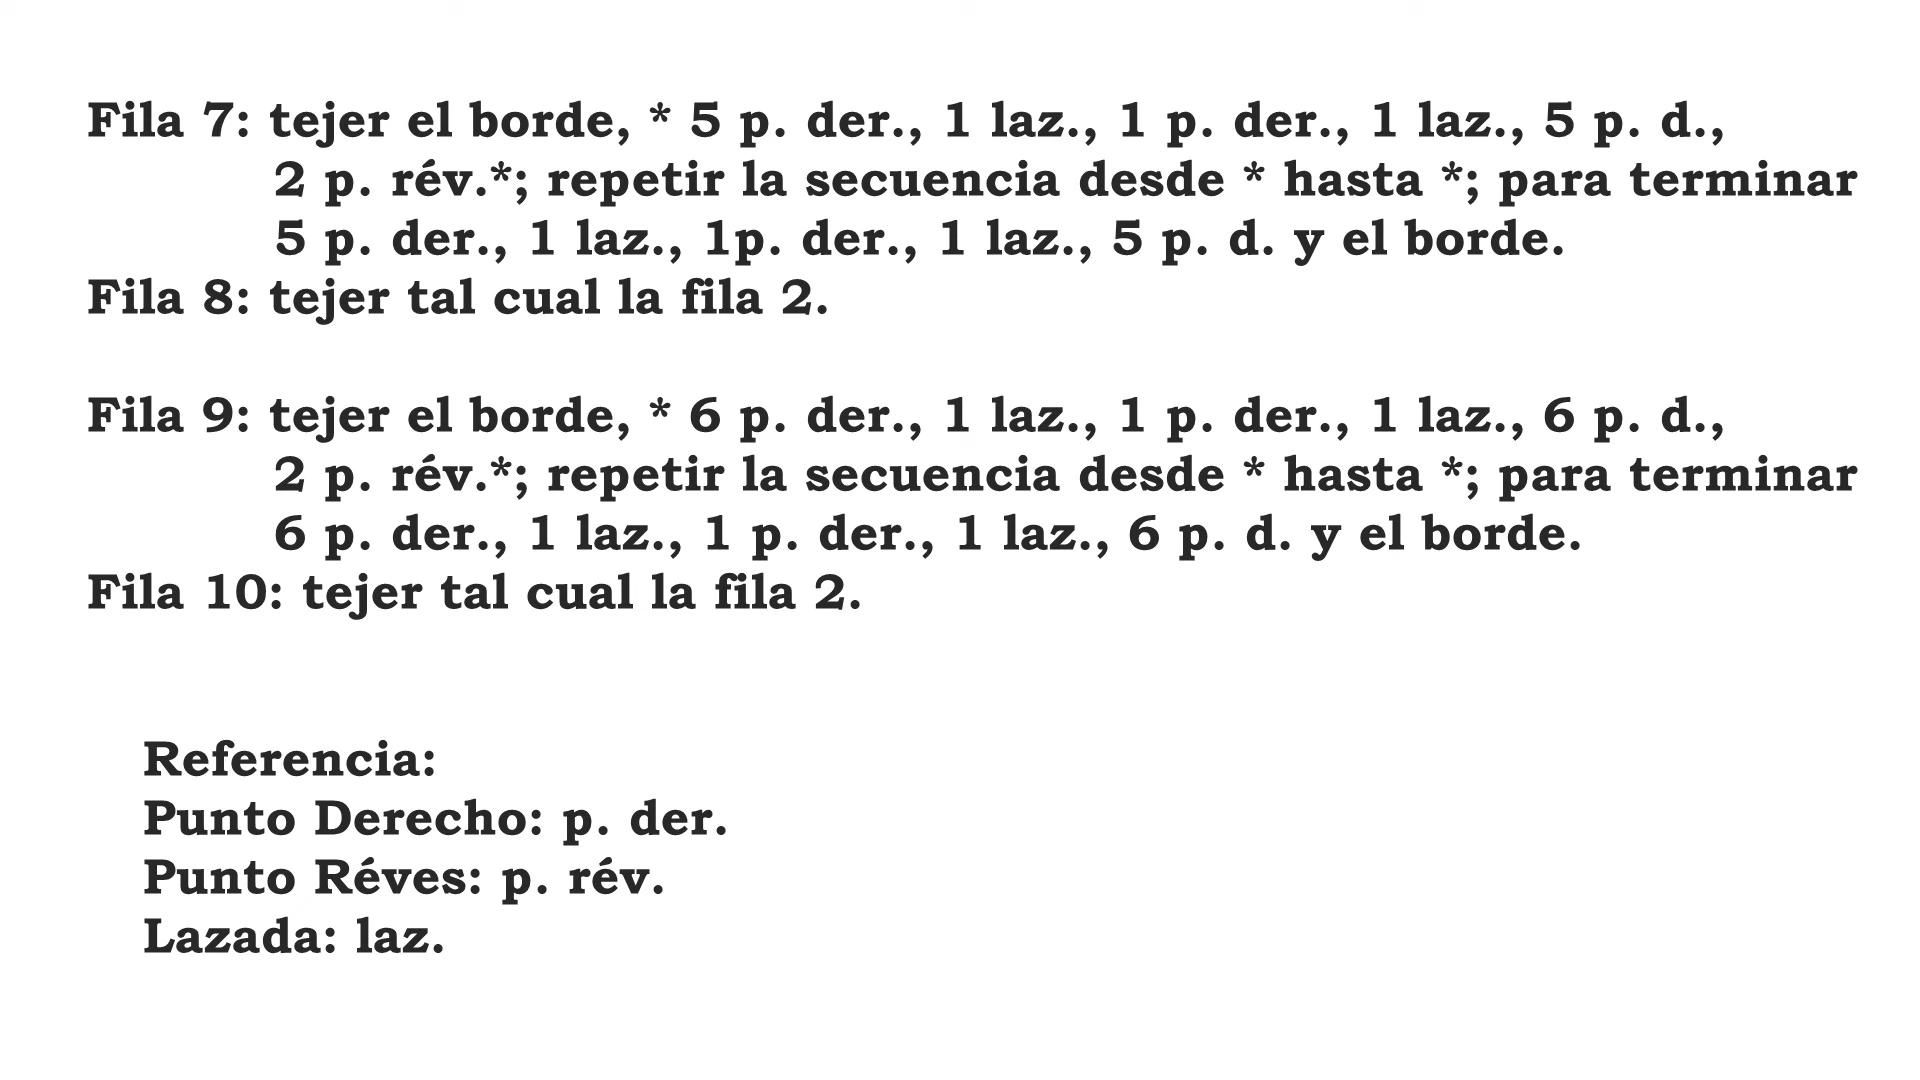 Fila 7: tejer el borde, * 5 p. der., 1 laz., 1 p. der., 1 laz., 5 p. d.,
2 p. rév.*; repetir la secuencia desde * hasta *; para terminar
5 p. der., 1 laz., 1p. der., 1 laz., 5 p. d. y el borde.
Fila 8: tejer tal cual la fila 2.
Fila 9: tejer el borde, * 6 p. der., 1 laz., 1 p. der., 1 laz., 6 p. d.,
2 p. rév.*; repetir la secuencia desde * hasta *; para terminar
6 p. der., 1 laz., 1 p. der., 1 laz., 6 p. d. y el borde.
Fila 10: tejer tal cual la fila 2.
Referencia:
Punto Derecho: p. der.
Punto Réves: p. rév.
Lazada: laz.